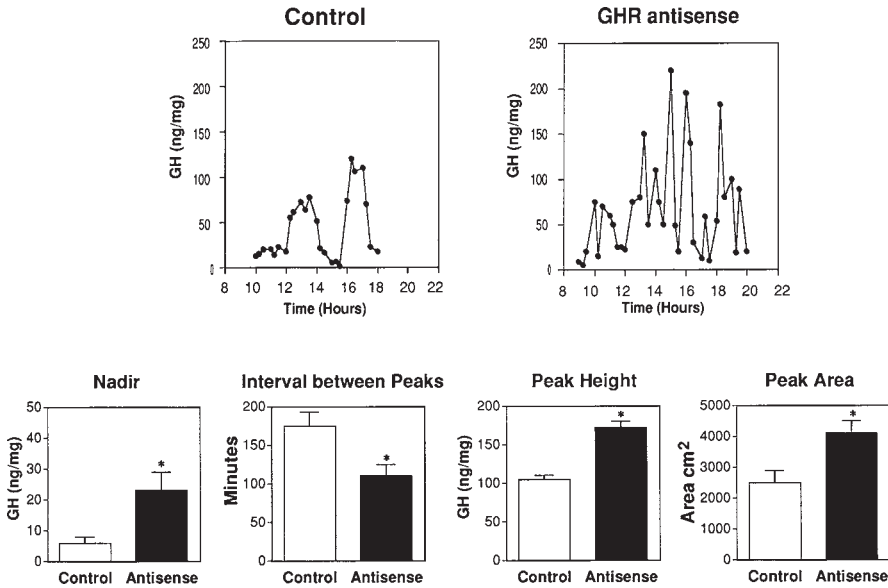 Control
GHR antisense
GH (ng/mg)
250
200
150
100
50
0
8 10 12 14 16 18 20 22
Time (Hours)
GH (ng/mg)
250
200
150
100
50
0
8 10 12 14 16 18 20 22
Time (Hours)
Nadir
GH (ng/mg)
50
40
30
20
10
0
*
Control Antisense
Interval between Peaks
Minutes
200
150
100
50
0
*
Control Antisense
Peak Height
GH (ng/mg)
200
150
100
50
0
*
Control Antisense
Peak Area
Area cm²
5000
4000
3000
2000
1000
0
*
Control Antisense